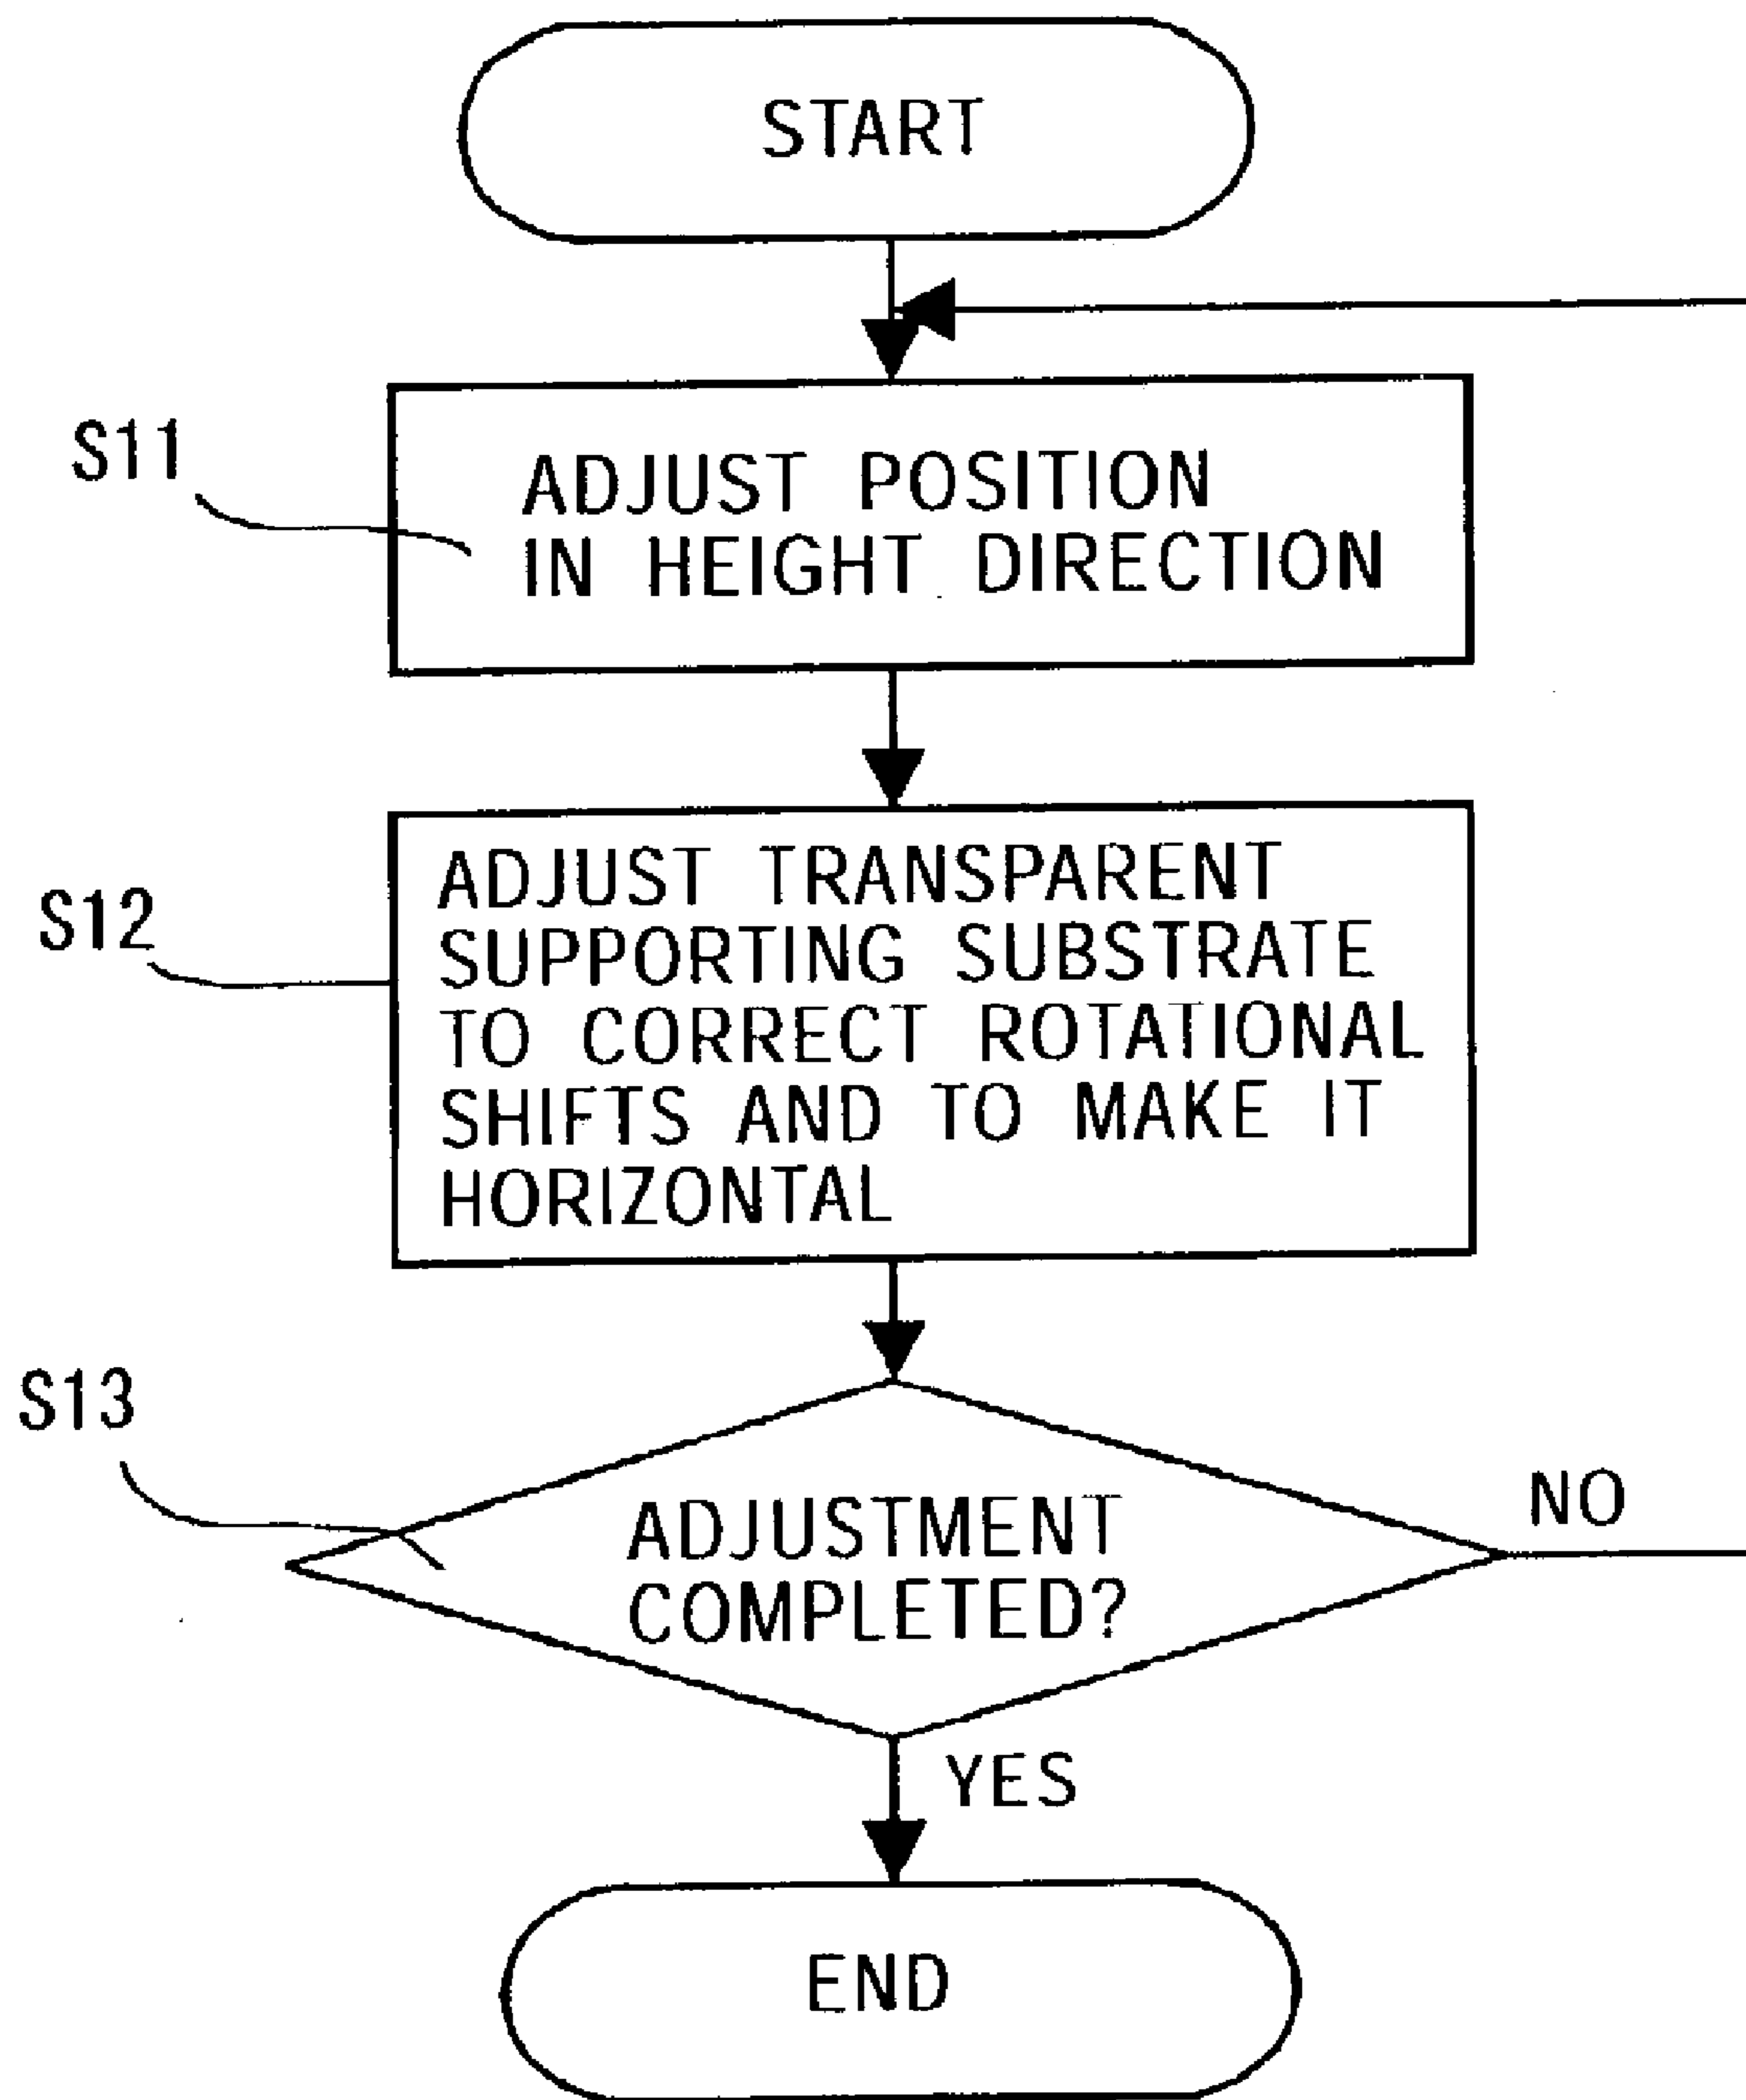 START
S11
ADJUST POSITION
IN HEIGHT DIRECTION
S12
ADJUST TRANSPARENT
SUPPORTING SUBSTRATE
TO CORRECT ROTATIONAL
SHIFTS AND TO MAKE IT
HORIZONTAL
S13
ADJUSTMENT
COMPLETED?
NO
YES
END